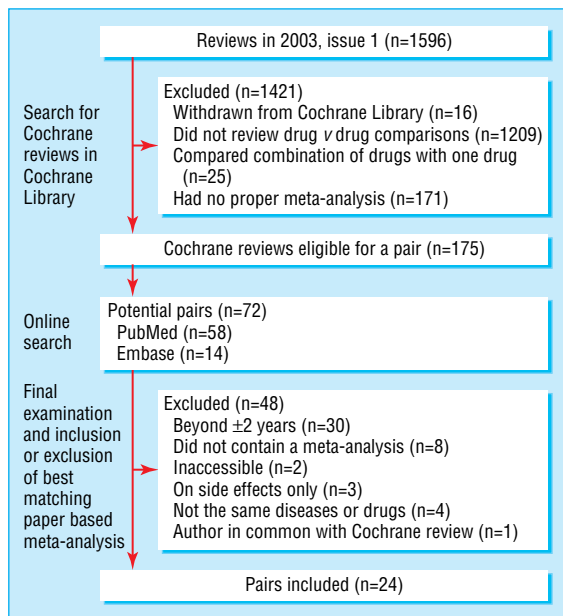 Reviews in 2003, issue 1 (n=1596)
Search for
Cochrane
reviews in
Cochrane
Library
Excluded (n=1421)
Withdrawn from Cochrane Library (n=16)
Did not review drug v drug comparisons (n=1209)
Compared combination of drugs with one drug
(n=25)
Had no proper meta-analysis (n=171)
Cochrane reviews eligible for a pair (n=175)
Online
search
Potential pairs (n=72)
PubMed (n=58)
Embase (n=14)
Final
examination
and inclusion
or exclusion
of best
matching
paper based
meta-analysis
Excluded (n=48)
Beyond ±2 years (n=30)
Did not contain a meta-analysis (n=8)
Inaccessible (n=2)
On side effects only (n=3)
Not the same diseases or drugs (n=4)
Author in common with Cochrane review (n=1)
Pairs included (n=24)